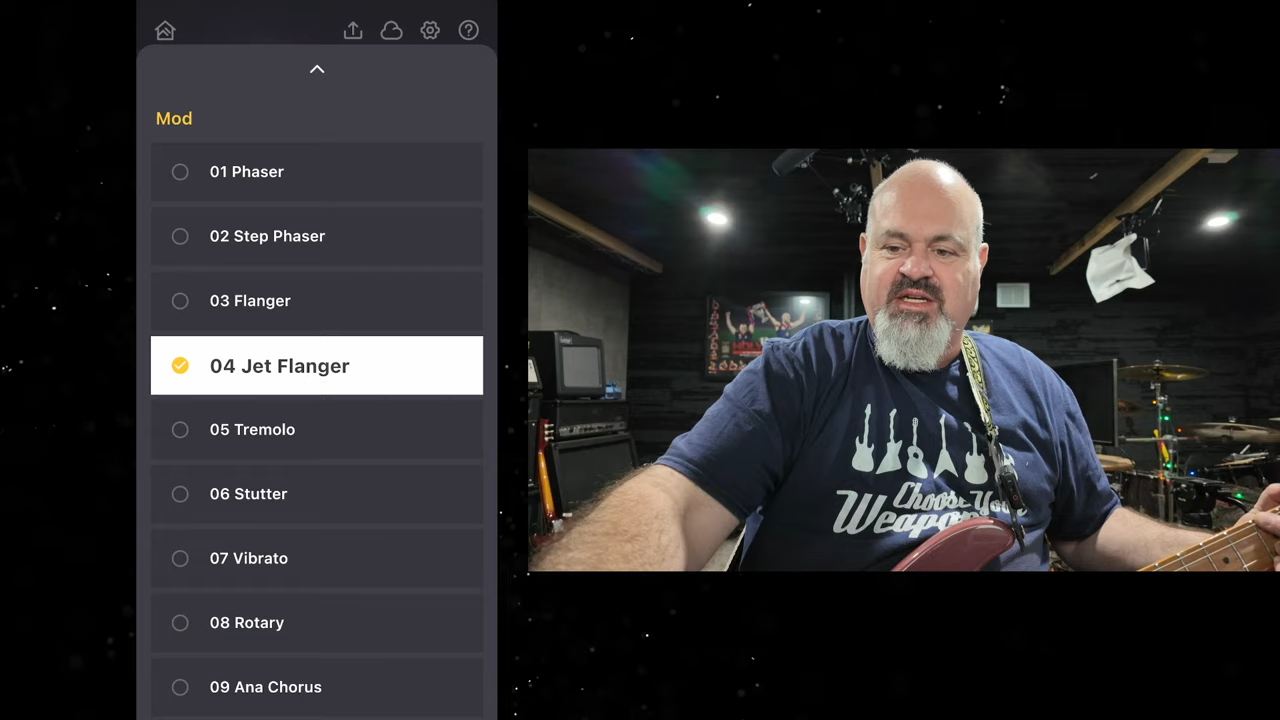 Mod
01 Phaser
02 Step Phaser
03 Flanger
04 Jet Flanger
05 Tremolo
06 Stutter
07 Vibrato
08 Rotary
09 Ana Chorus
Choose Your
Weapon